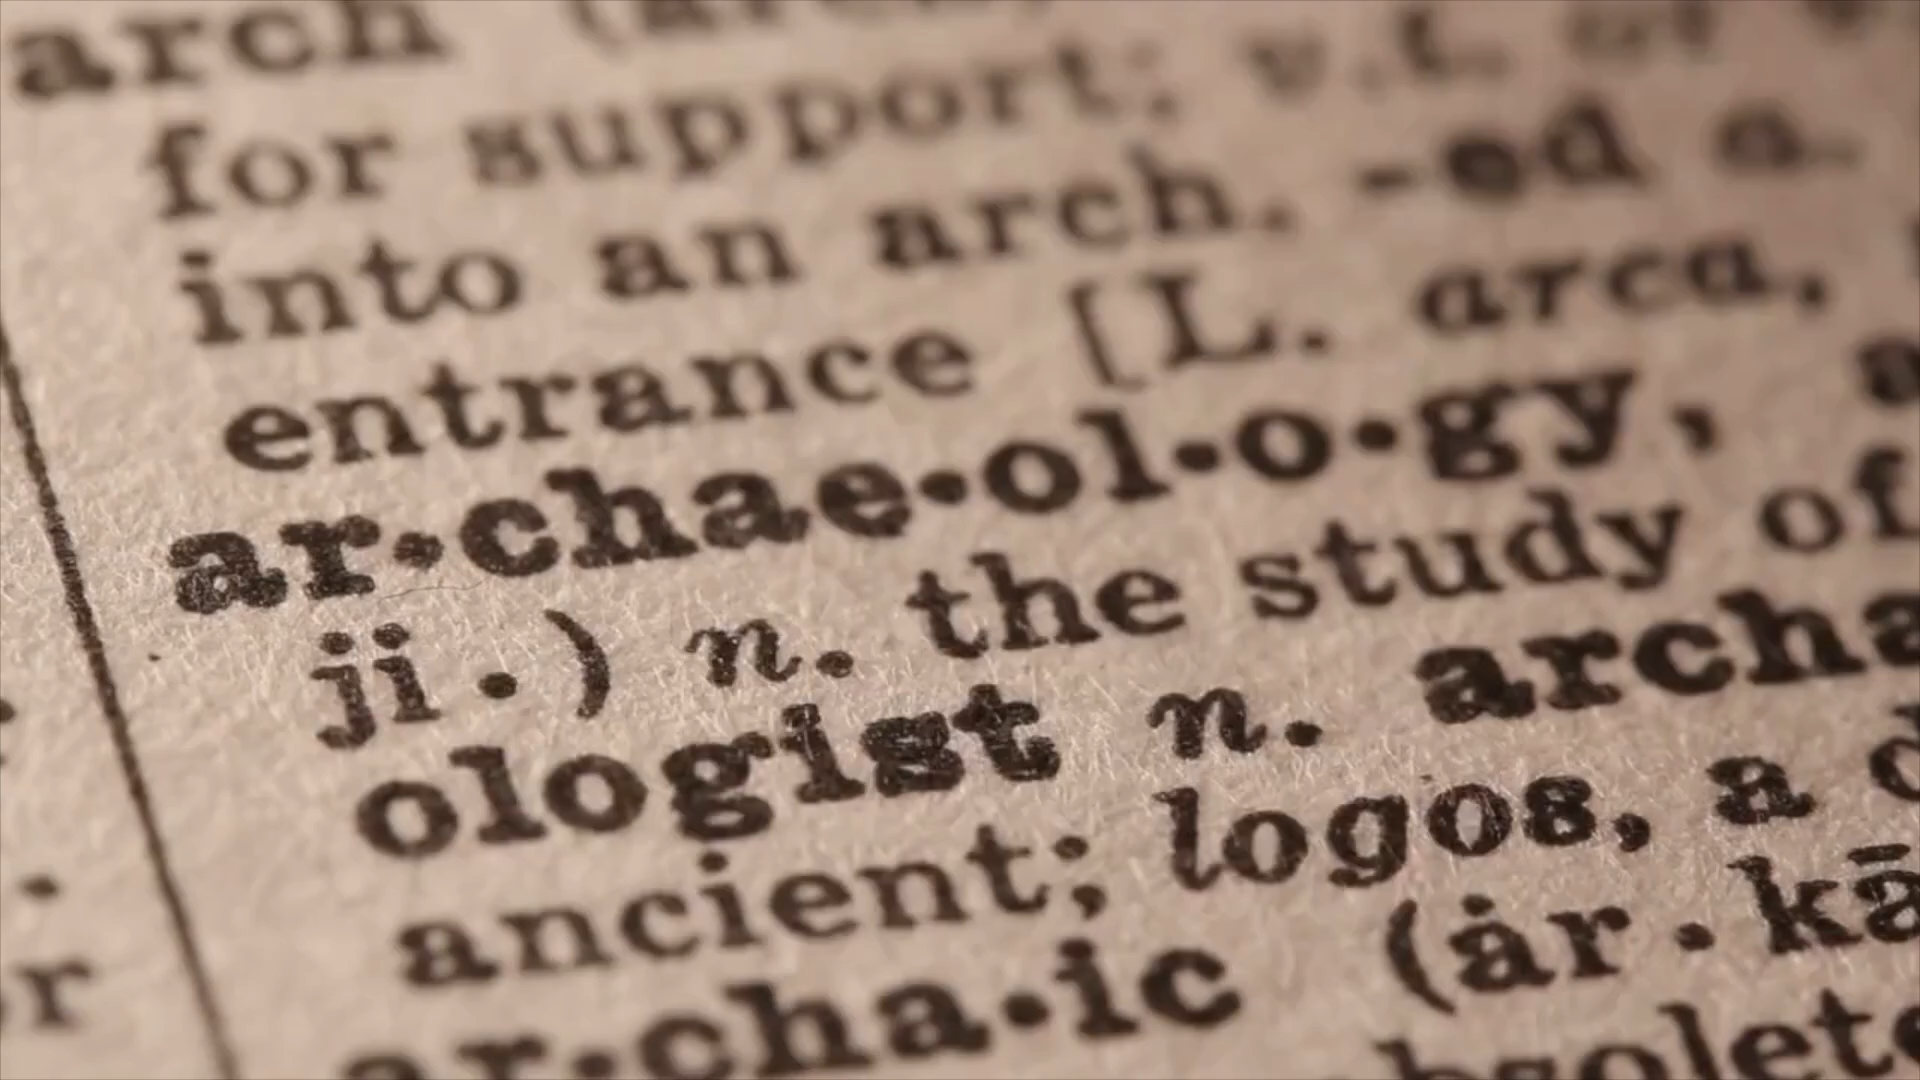 arch
for support; v.t.
into an arch. -ed a.
entrance [L. arca,
ar•chae•ol•o•gy,
ji•) n. the study of
ologist n. archa
ancient; logos, a
ar•cha•ic (är•kā
bsolete